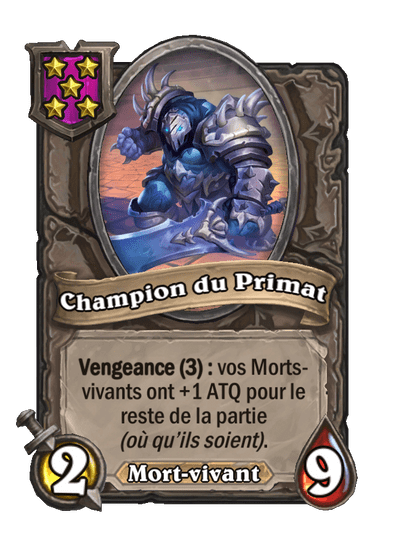 Champion du Primat
Vengeance (3) : vos Morts-
vivants ont +1 ATQ pour le
reste de la partie
(où qu'ils soient).
2
Mort-vivant
9